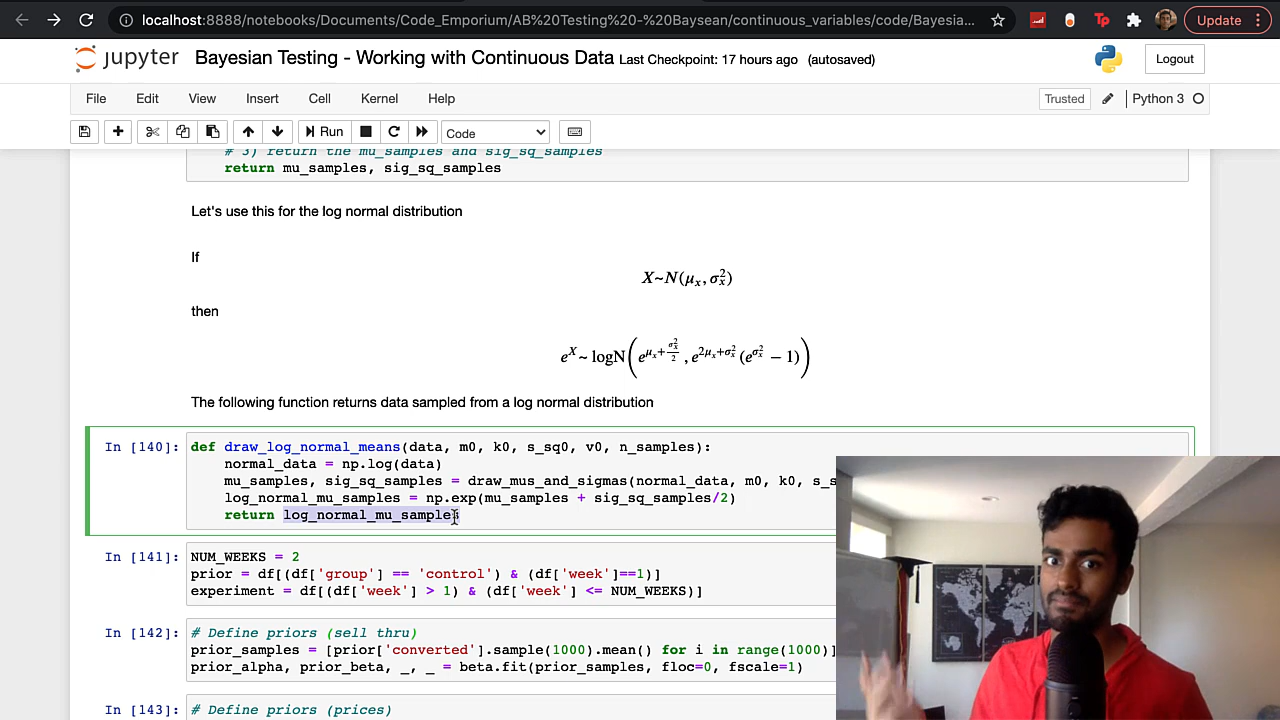 localhost:8888/notebooks/Documents/Code_Emporium/AB%20Testing%20-%20Baysean/continuous_variables/code/Bayesia...
Tp
Update
jupyter Bayesian Testing - Working with Continuous Data Last Checkpoint: 17 hours ago (autosaved)
Logout
File Edit View Insert Cell Kernel Help
Trusted Python 3
Run Code
# 3) return the mu_samples and sig_sq_samples
return mu_samples, sig_sq_samples
Let's use this for the log normal distribution
If
X~N(μₓ, σₓ²)
then
e^X ~ logN(e^(μₓ+σₓ²/2), e^(2μₓ+σₓ²)(e^(σₓ²) − 1))
The following function returns data sampled from a log normal distribution
In [140]: def draw_log_normal_means(data, m0, k0, s_sq0, v0, n_samples):
normal_data = np.log(data)
mu_samples, sig_sq_samples = draw_mus_and_sigmas(normal_data, m0, k0, s_s
log_normal_mu_samples = np.exp(mu_samples + sig_sq_samples/2)
return log_normal_mu_samples
In [141]: NUM_WEEKS = 2
prior = df[(df['group'] == 'control') & (df['week']==1)]
experiment = df[(df['week'] > 1) & (df['week'] <= NUM_WEEKS)]
In [142]: # Define priors (sell thru)
prior_samples = [prior['converted'].sample(1000).mean() for i in range(1000)]
prior_alpha, prior_beta, _, _ = beta.fit(prior_samples, floc=0, fscale=1)
In [143]: # Define priors (prices)